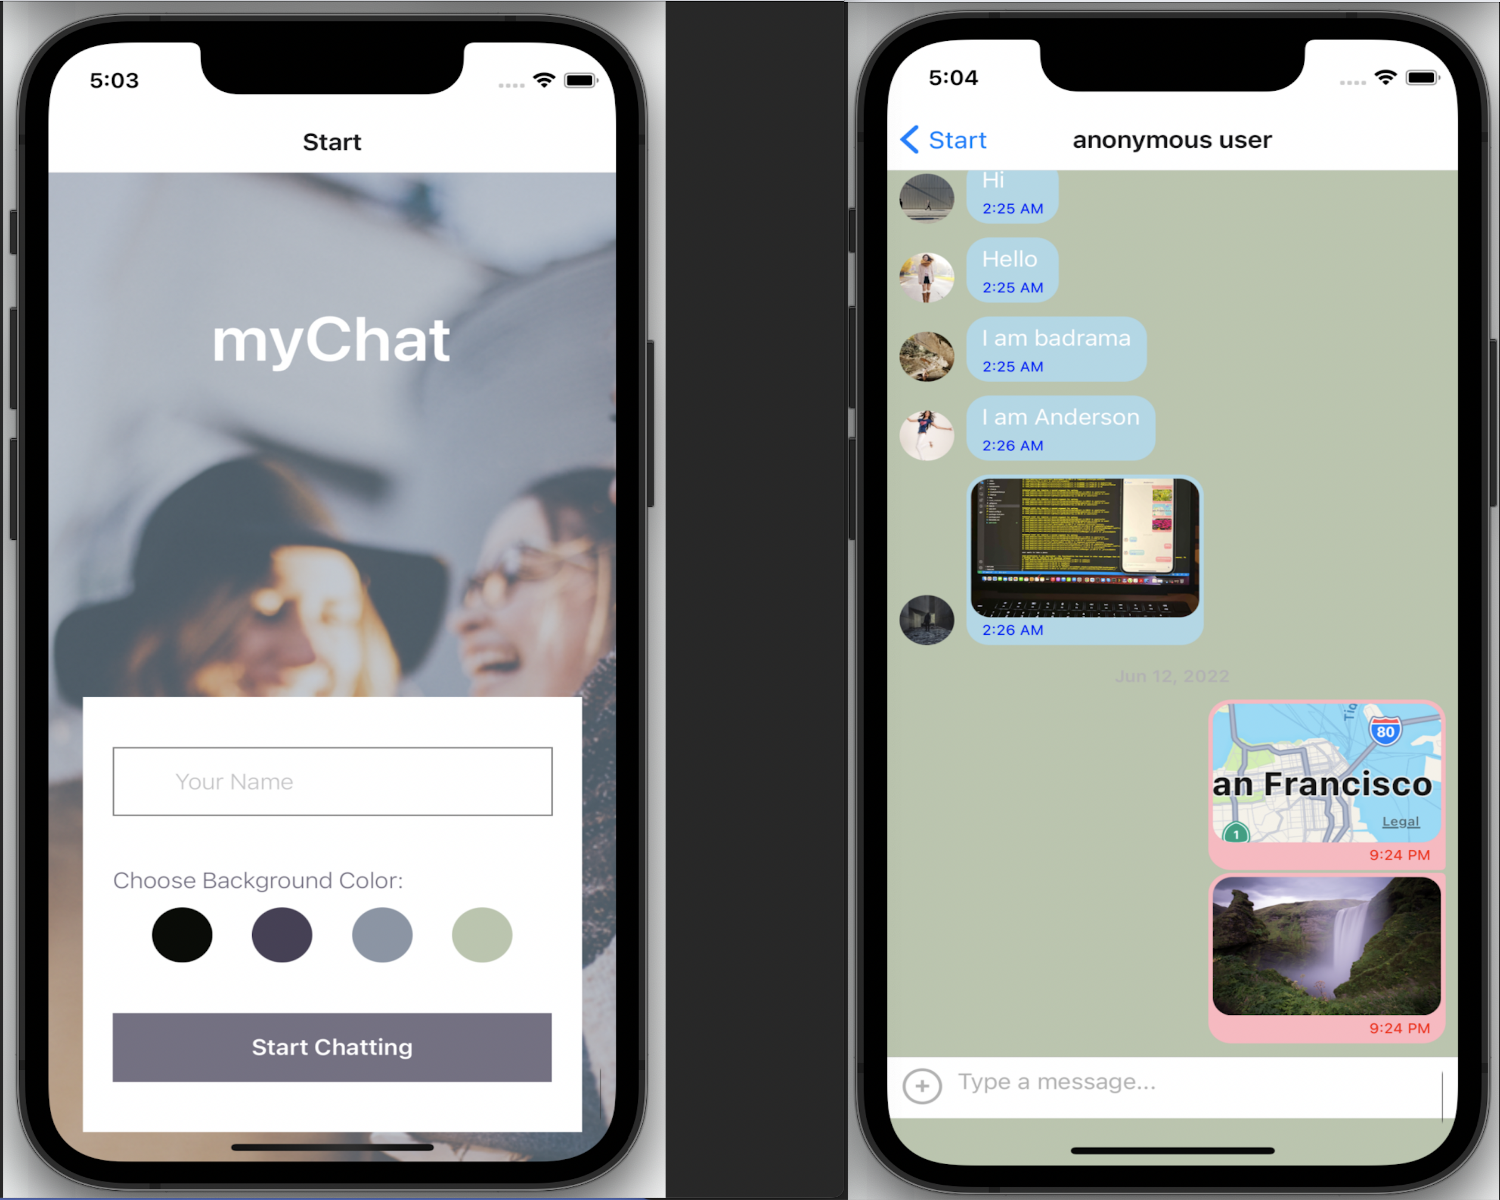 5:03
Start
myChat
Your Name
Choose Background Color:
Start Chatting
5:04
Start
anonymous user
Hi
2:25 AM
Hello
2:25 AM
I am badrama
2:25 AM
I am Anderson
2:26 AM
2:26 AM
Jun 12, 2022
80
an Francisco
Legal
1
9:24 PM
9:24 PM
Type a message...